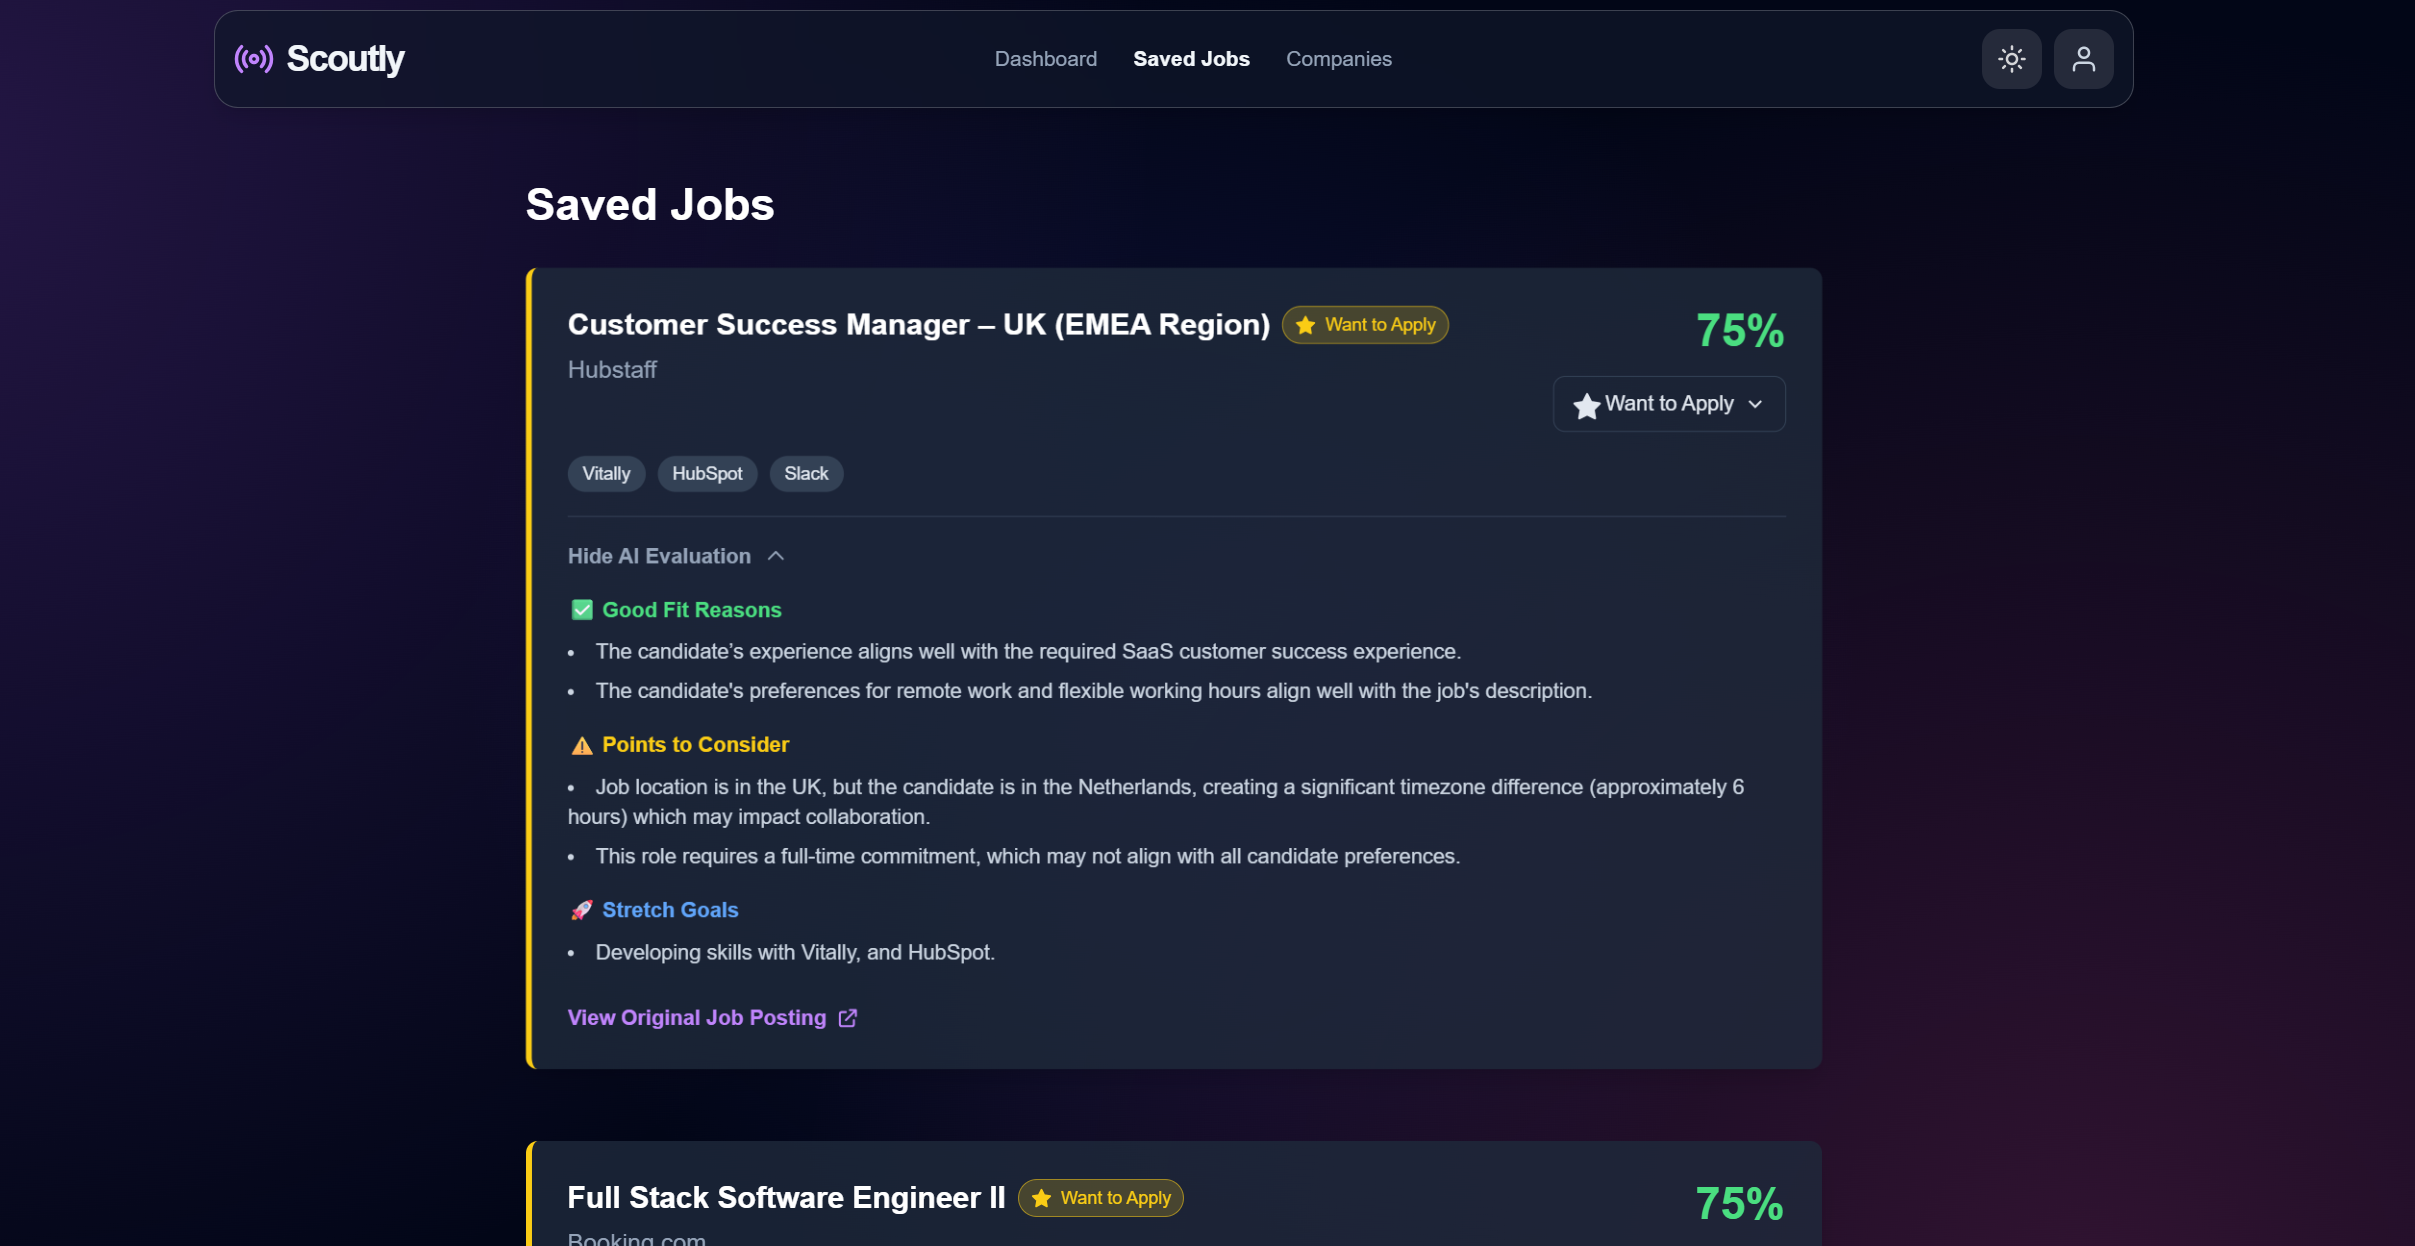 Scoutly
Dashboard Saved Jobs Companies
Saved Jobs
Customer Success Manager – UK (EMEA Region) Want to Apply 75%
Hubstaff
Want to Apply
Vitally HubSpot Slack
Hide AI Evaluation
Good Fit Reasons
• The candidate’s experience aligns well with the required SaaS customer success experience.
• The candidate's preferences for remote work and flexible working hours align well with the job's description.
Points to Consider
• Job location is in the UK, but the candidate is in the Netherlands, creating a significant timezone difference (approximately 6
hours) which may impact collaboration.
• This role requires a full-time commitment, which may not align with all candidate preferences.
Stretch Goals
• Developing skills with Vitally, and HubSpot.
View Original Job Posting
Full Stack Software Engineer II Want to Apply 75%
Booking.com